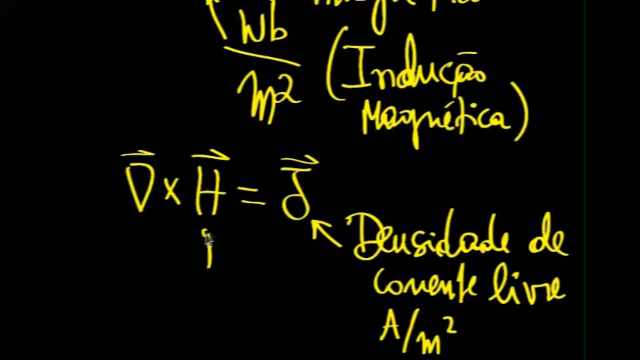 Wb
m²
(Indução
Magnética)
∇⃗ x H⃗ = J⃗
Densidade de
corrente livre
A/m²